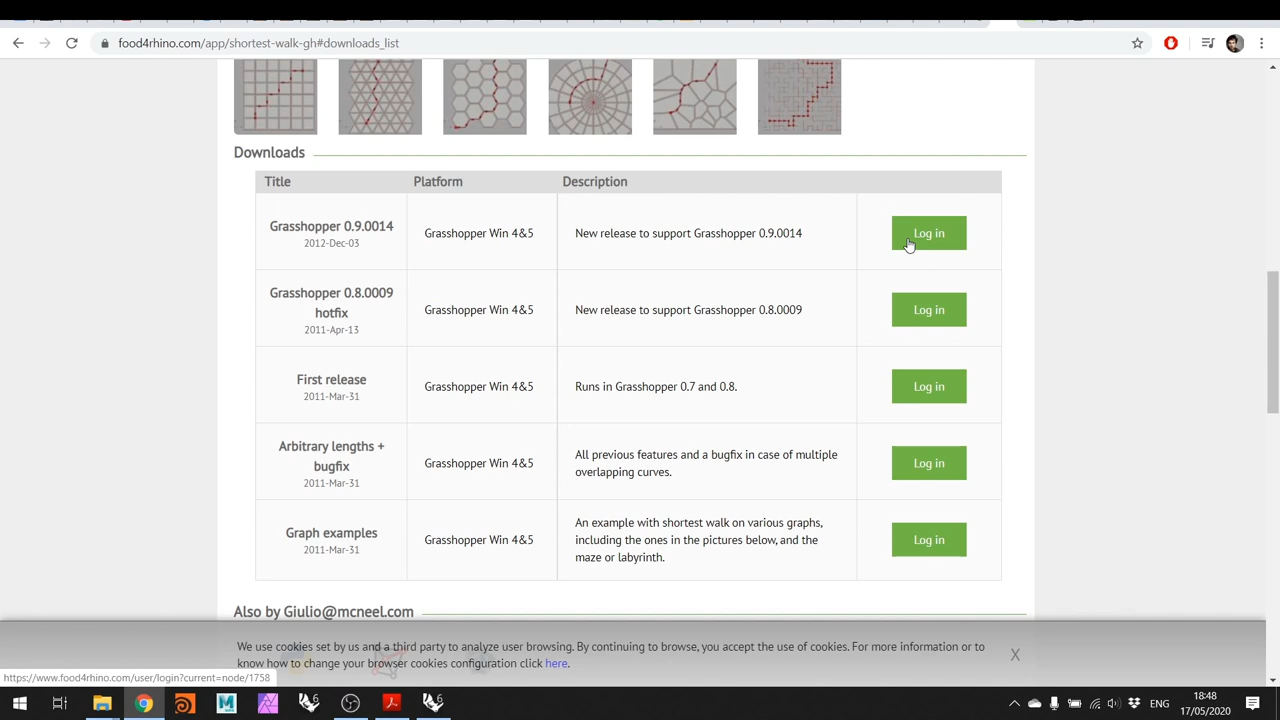 food4rhino.com/app/shortest-walk-gh#downloads_list
Downloads
Title Platform Description
Grasshopper 0.9.0014
2012-Dec-03
Grasshopper Win 4&5
New release to support Grasshopper 0.9.0014
Log in
Grasshopper 0.8.0009
hotfix
2011-Apr-13
Grasshopper Win 4&5
New release to support Grasshopper 0.8.0009
Log in
First release
2011-Mar-31
Grasshopper Win 4&5
Runs in Grasshopper 0.7 and 0.8.
Log in
Arbitrary lengths +
bugfix
2011-Mar-31
Grasshopper Win 4&5
All previous features and a bugfix in case of multiple
overlapping curves.
Log in
Graph examples
2011-Mar-31
Grasshopper Win 4&5
An example with shortest walk on various graphs,
including the ones in the pictures below, and the
maze or labyrinth.
Log in
Also by Giulio@mcneel.com
We use cookies set by us and a third party to analyze user browsing. By continuing to browse, you accept the use of cookies. For more information or to
know how to change your browser cookies configuration click here.
X
https://www.food4rhino.com/user/login?current=node/1758
ENG
18:48
17/05/2020